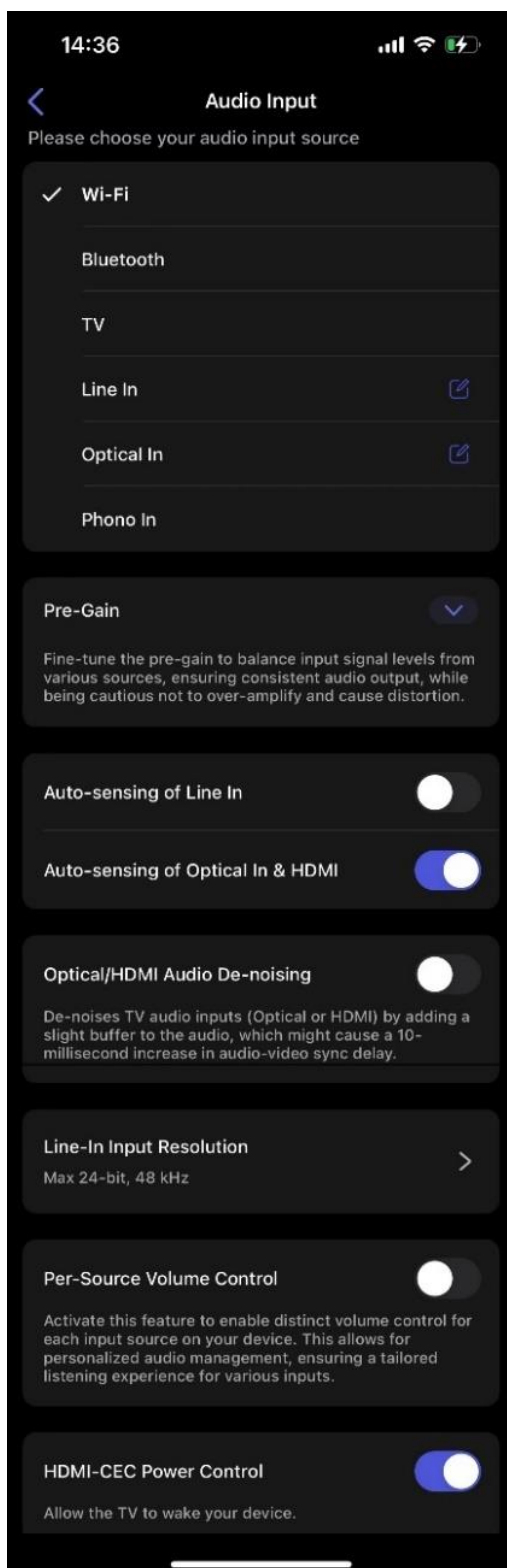 14:36
Audio Input
Please choose your audio input source
Wi-Fi
Bluetooth
TV
Line In
Optical In
Phono In
Pre-Gain
Fine-tune the pre-gain to balance input signal levels from
various sources, ensuring consistent audio output, while
being cautious not to over-amplify and cause distortion.
Auto-sensing of Line In
Auto-sensing of Optical In & HDMI
Optical/HDMI Audio De-noising
De-noises TV audio inputs (Optical or HDMI) by adding a
slight buffer to the audio, which might cause a 10-
millisecond increase in audio-video sync delay.
Line-In Input Resolution
Max 24-bit, 48 kHz
Per-Source Volume Control
Activate this feature to enable distinct volume control for
each input source on your device. This allows for
personalized audio management, ensuring a tailored
listening experience for various inputs.
HDMI-CEC Power Control
Allow the TV to wake your device.